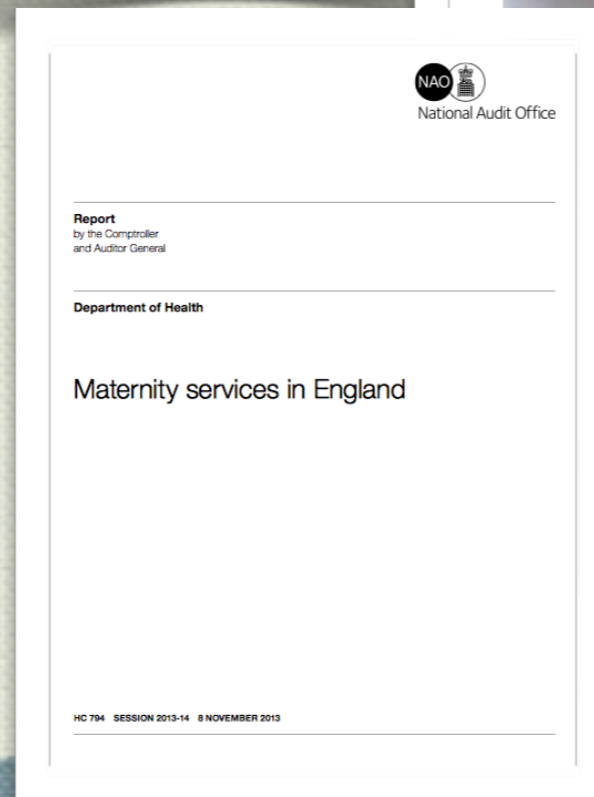 NAO
National Audit Office
Report
by the Comptroller
and Auditor General
Department of Health
Maternity services in England
HC 794 SESSION 2013-14 8 NOVEMBER 2013